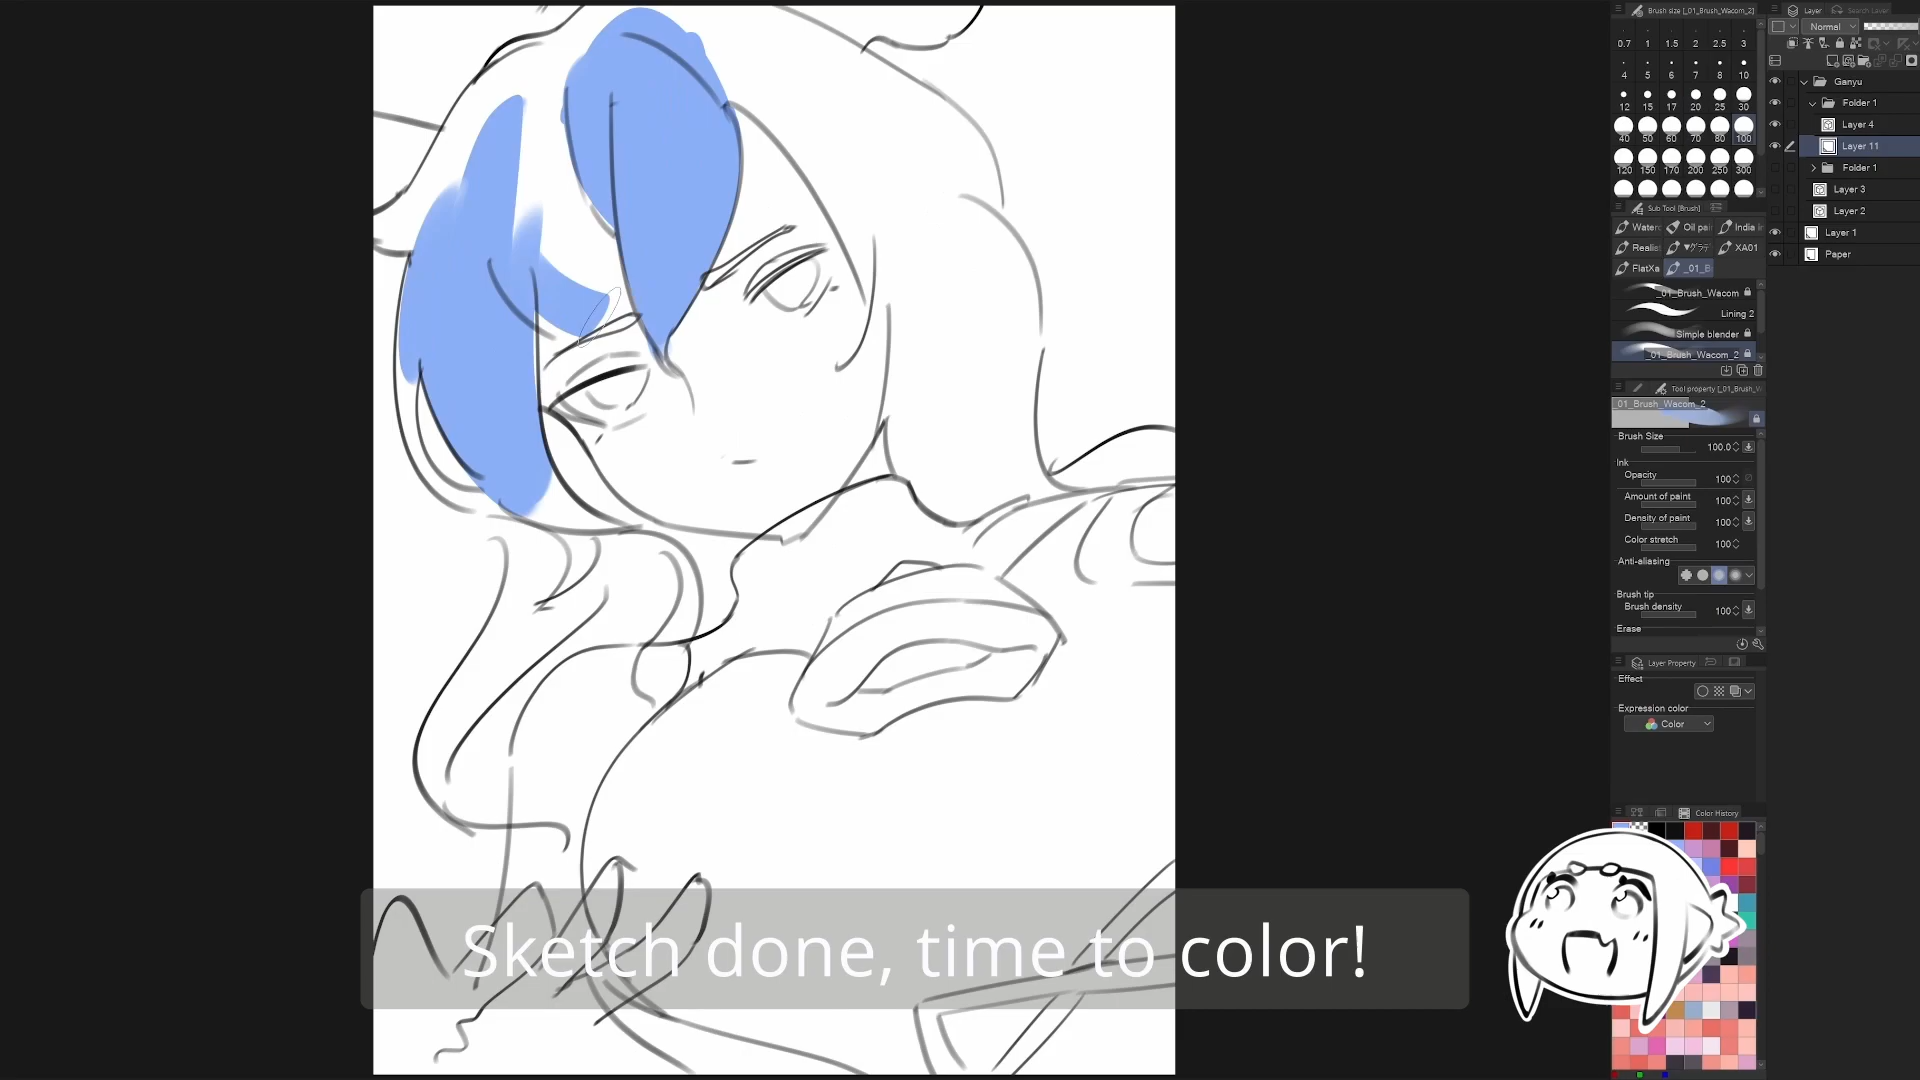 Brush size [_01_Brush_Wacom_2]
0.7 1 1.5 2 2.5 3
4 5 6 7 8 10
12 15 17 20 25 30
40 50 60 70 80 100
120 150 170 200 250 300
Sub Tool [Brush]
Waterc Oil pai India i
Realis ▼グラデ XA01
FlatXa _01_B
_01_Brush_Wacom
Lining 2
Simple blender
_01_Brush_Wacom_2
Tool property [_01_Brush_W
01_Brush_Wacom_2
Brush Size
100.0
Ink
Opacity 100
Amount of paint 100
Density of paint 100
Color stretch 100
Anti-aliasing
Brush tip
Brush density 100
Erase
Layer Property
Effect
Expression color
Color
Color History
Layer Search Layer
Normal
Ganyu
Folder 1
Layer 4
Layer 11
Folder 1
Layer 3
Layer 2
Layer 1
Paper
Sketch done, time to color!